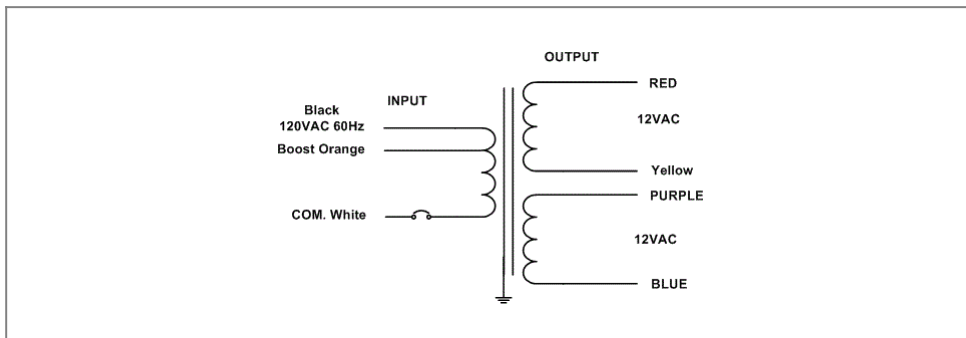 OUTPUT
RED
INPUT
Black
120VAC 60Hz
12VAC
Boost Orange
Yellow
PURPLE
COM. White
12VAC
BLUE